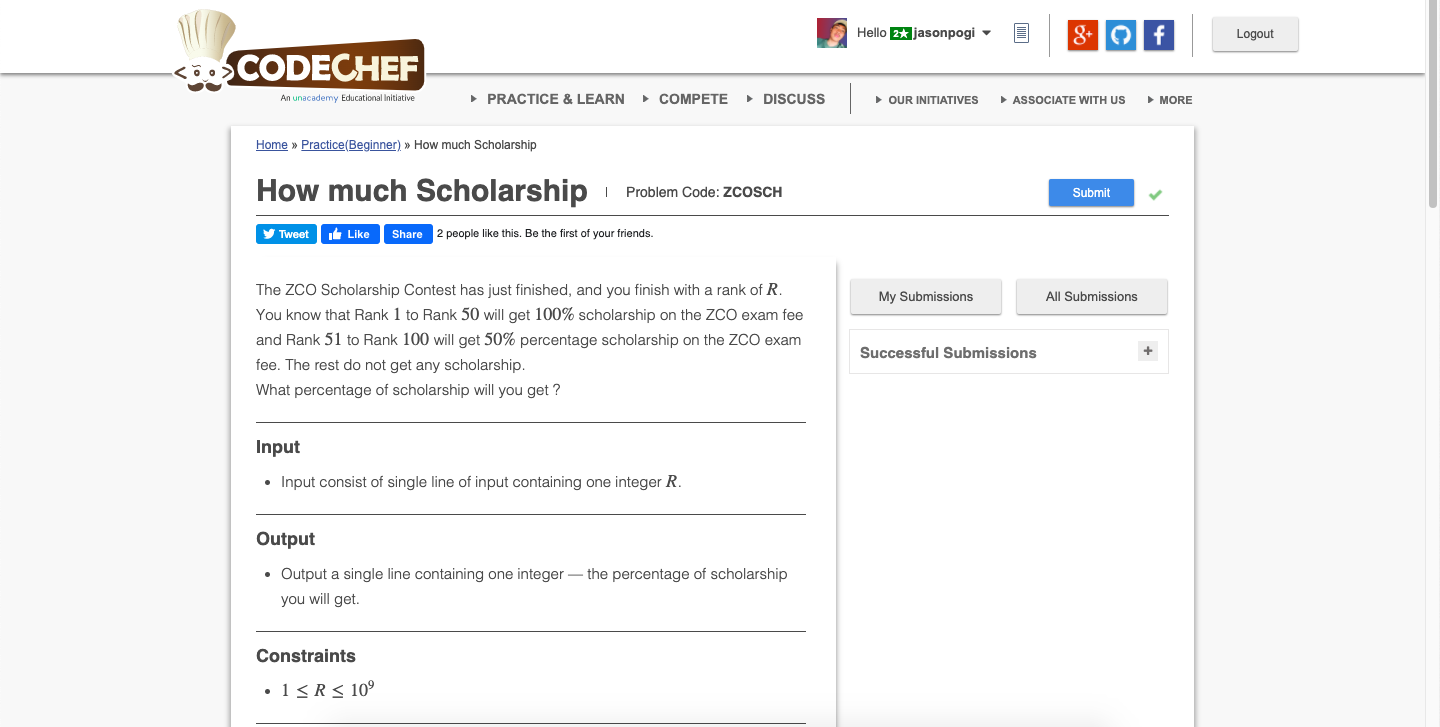 Hello 2★ jasonpogi
g+
f
Logout
CODECHEF
An unacademy Educational Initiative
PRACTICE & LEARN COMPETE DISCUSS OUR INITIATIVES ASSOCIATE WITH US MORE
Home » Practice(Beginner) » How much Scholarship
How much Scholarship | Problem Code: ZCOSCH Submit
Tweet Like Share 2 people like this. Be the first of your friends.
The ZCO Scholarship Contest has just finished, and you finish with a rank of R.
You know that Rank 1 to Rank 50 will get 100% scholarship on the ZCO exam fee
and Rank 51 to Rank 100 will get 50% percentage scholarship on the ZCO exam
fee. The rest do not get any scholarship.
What percentage of scholarship will you get ?
Input
• Input consist of single line of input containing one integer R.
Output
• Output a single line containing one integer — the percentage of scholarship
you will get.
Constraints
• 1 ≤ R ≤ 10⁹
My Submissions All Submissions
Successful Submissions +